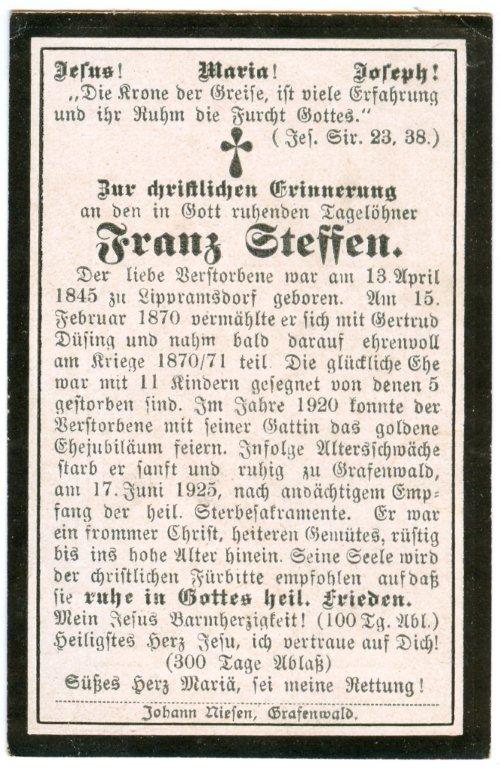 Jesus! Maria! Joseph!
„Die Krone der Greise, ist viele Erfahrung
und ihr Ruhm die Furcht Gottes.“
(Jes. Sir. 23, 38.)
Zur christlichen Erinnerung
an den in Gott ruhenden Tagelöhner
Franz Steffen.
Der liebe Verstorbene war am 13. April
1845 zu Lippramsdorf geboren. Am 15.
Februar 1870 vermählte er sich mit Gertrud
Düsing und nahm bald darauf ehrenvoll
am Kriege 1870/71 teil. Die glückliche Ehe
war mit 11 Kindern gesegnet von denen 5
gestorben sind. Im Jahre 1920 konnte der
Verstorbene mit seiner Gattin das goldene
Ehejubiläum feiern. Infolge Altersschwäche
starb er sanft und ruhig zu Grafenwald,
am 17. Juni 1925, nach andächtigem Emp-
fang der heil. Sterbesakramente. Er war
ein frommer Christ, heiteren Gemütes, rüstig
bis ins hohe Alter hinein. Seine Seele wird
der christlichen Fürbitte empfohlen auf daß
sie ruhe in Gottes heil. Frieden.
Mein Jesus Barmherzigkeit! (100 Tg. Abl.)
Heiligstes Herz Jesu, ich vertraue auf Dich!
(300 Tage Ablaß)
Süßes Herz Mariä, sei meine Rettung!
Johann Niesen, Grafenwald.